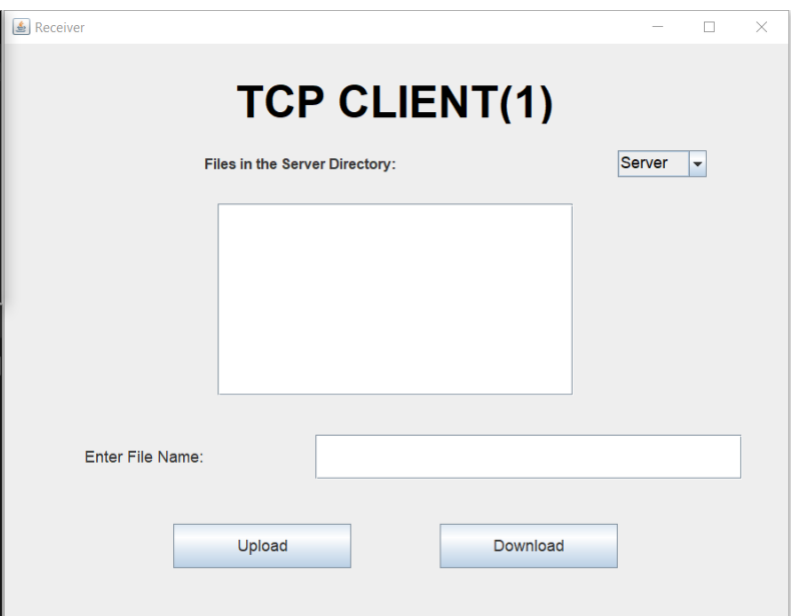 Receiver
TCP CLIENT(1)
Files in the Server Directory:
Server
Enter File Name:
Upload
Download